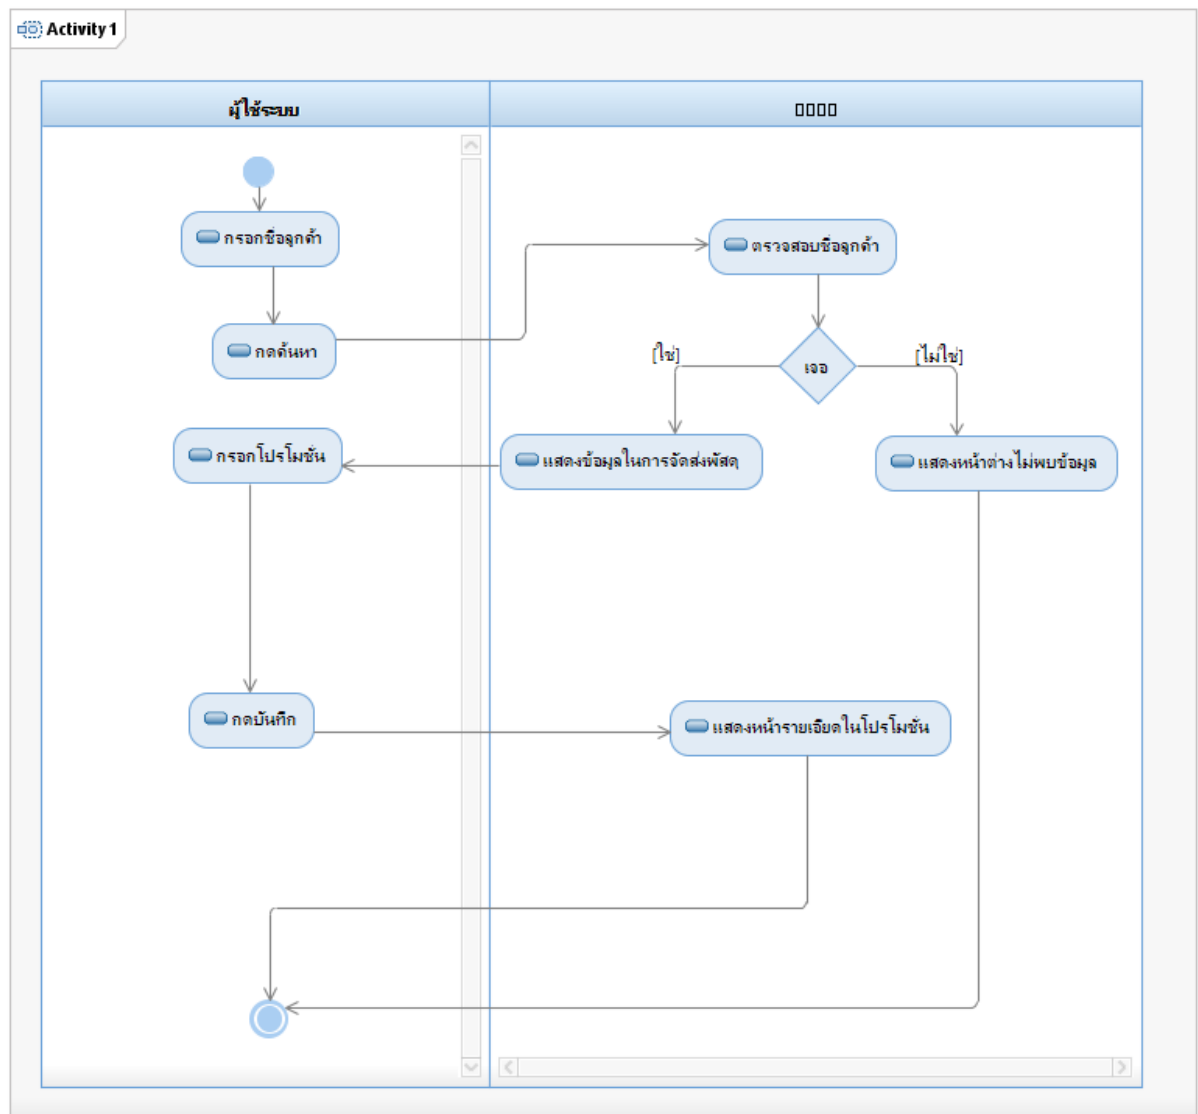 Activity 1
ผู้ใช้ระบบ
กรอกชื่อลูกค้า
ตรวจสอบชื่อลูกค้า
กดค้นหา
[ใช่]
เจอ
[ไม่ใช่]
กรอกโปรโมชั่น
แสดงข้อมูลในการจัดส่งพัสดุ
แสดงหน้าต่างไม่พบข้อมูล
กดบันทึก
แสดงหน้ารายเอียดในโปรโมชั่น